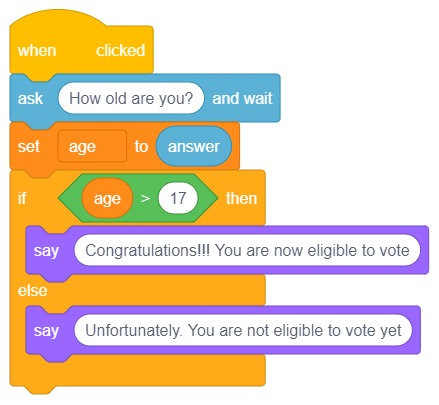 when clicked
ask How old are you? and wait
set age to answer
if age > 17 then
say Congratulations!!! You are now eligible to vote
else
say Unfortunately. You are not eligible to vote yet